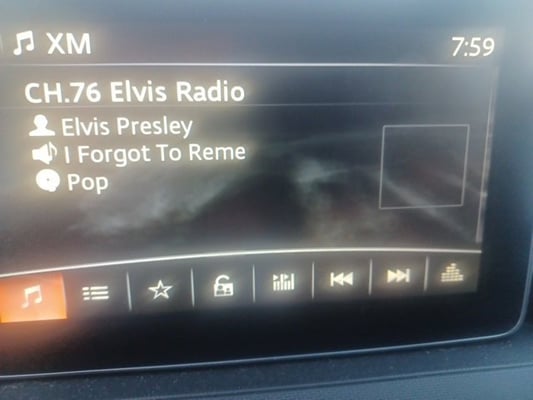 XM
7:59
CH.76 Elvis Radio
Elvis Presley
I Forgot To Reme
Pop